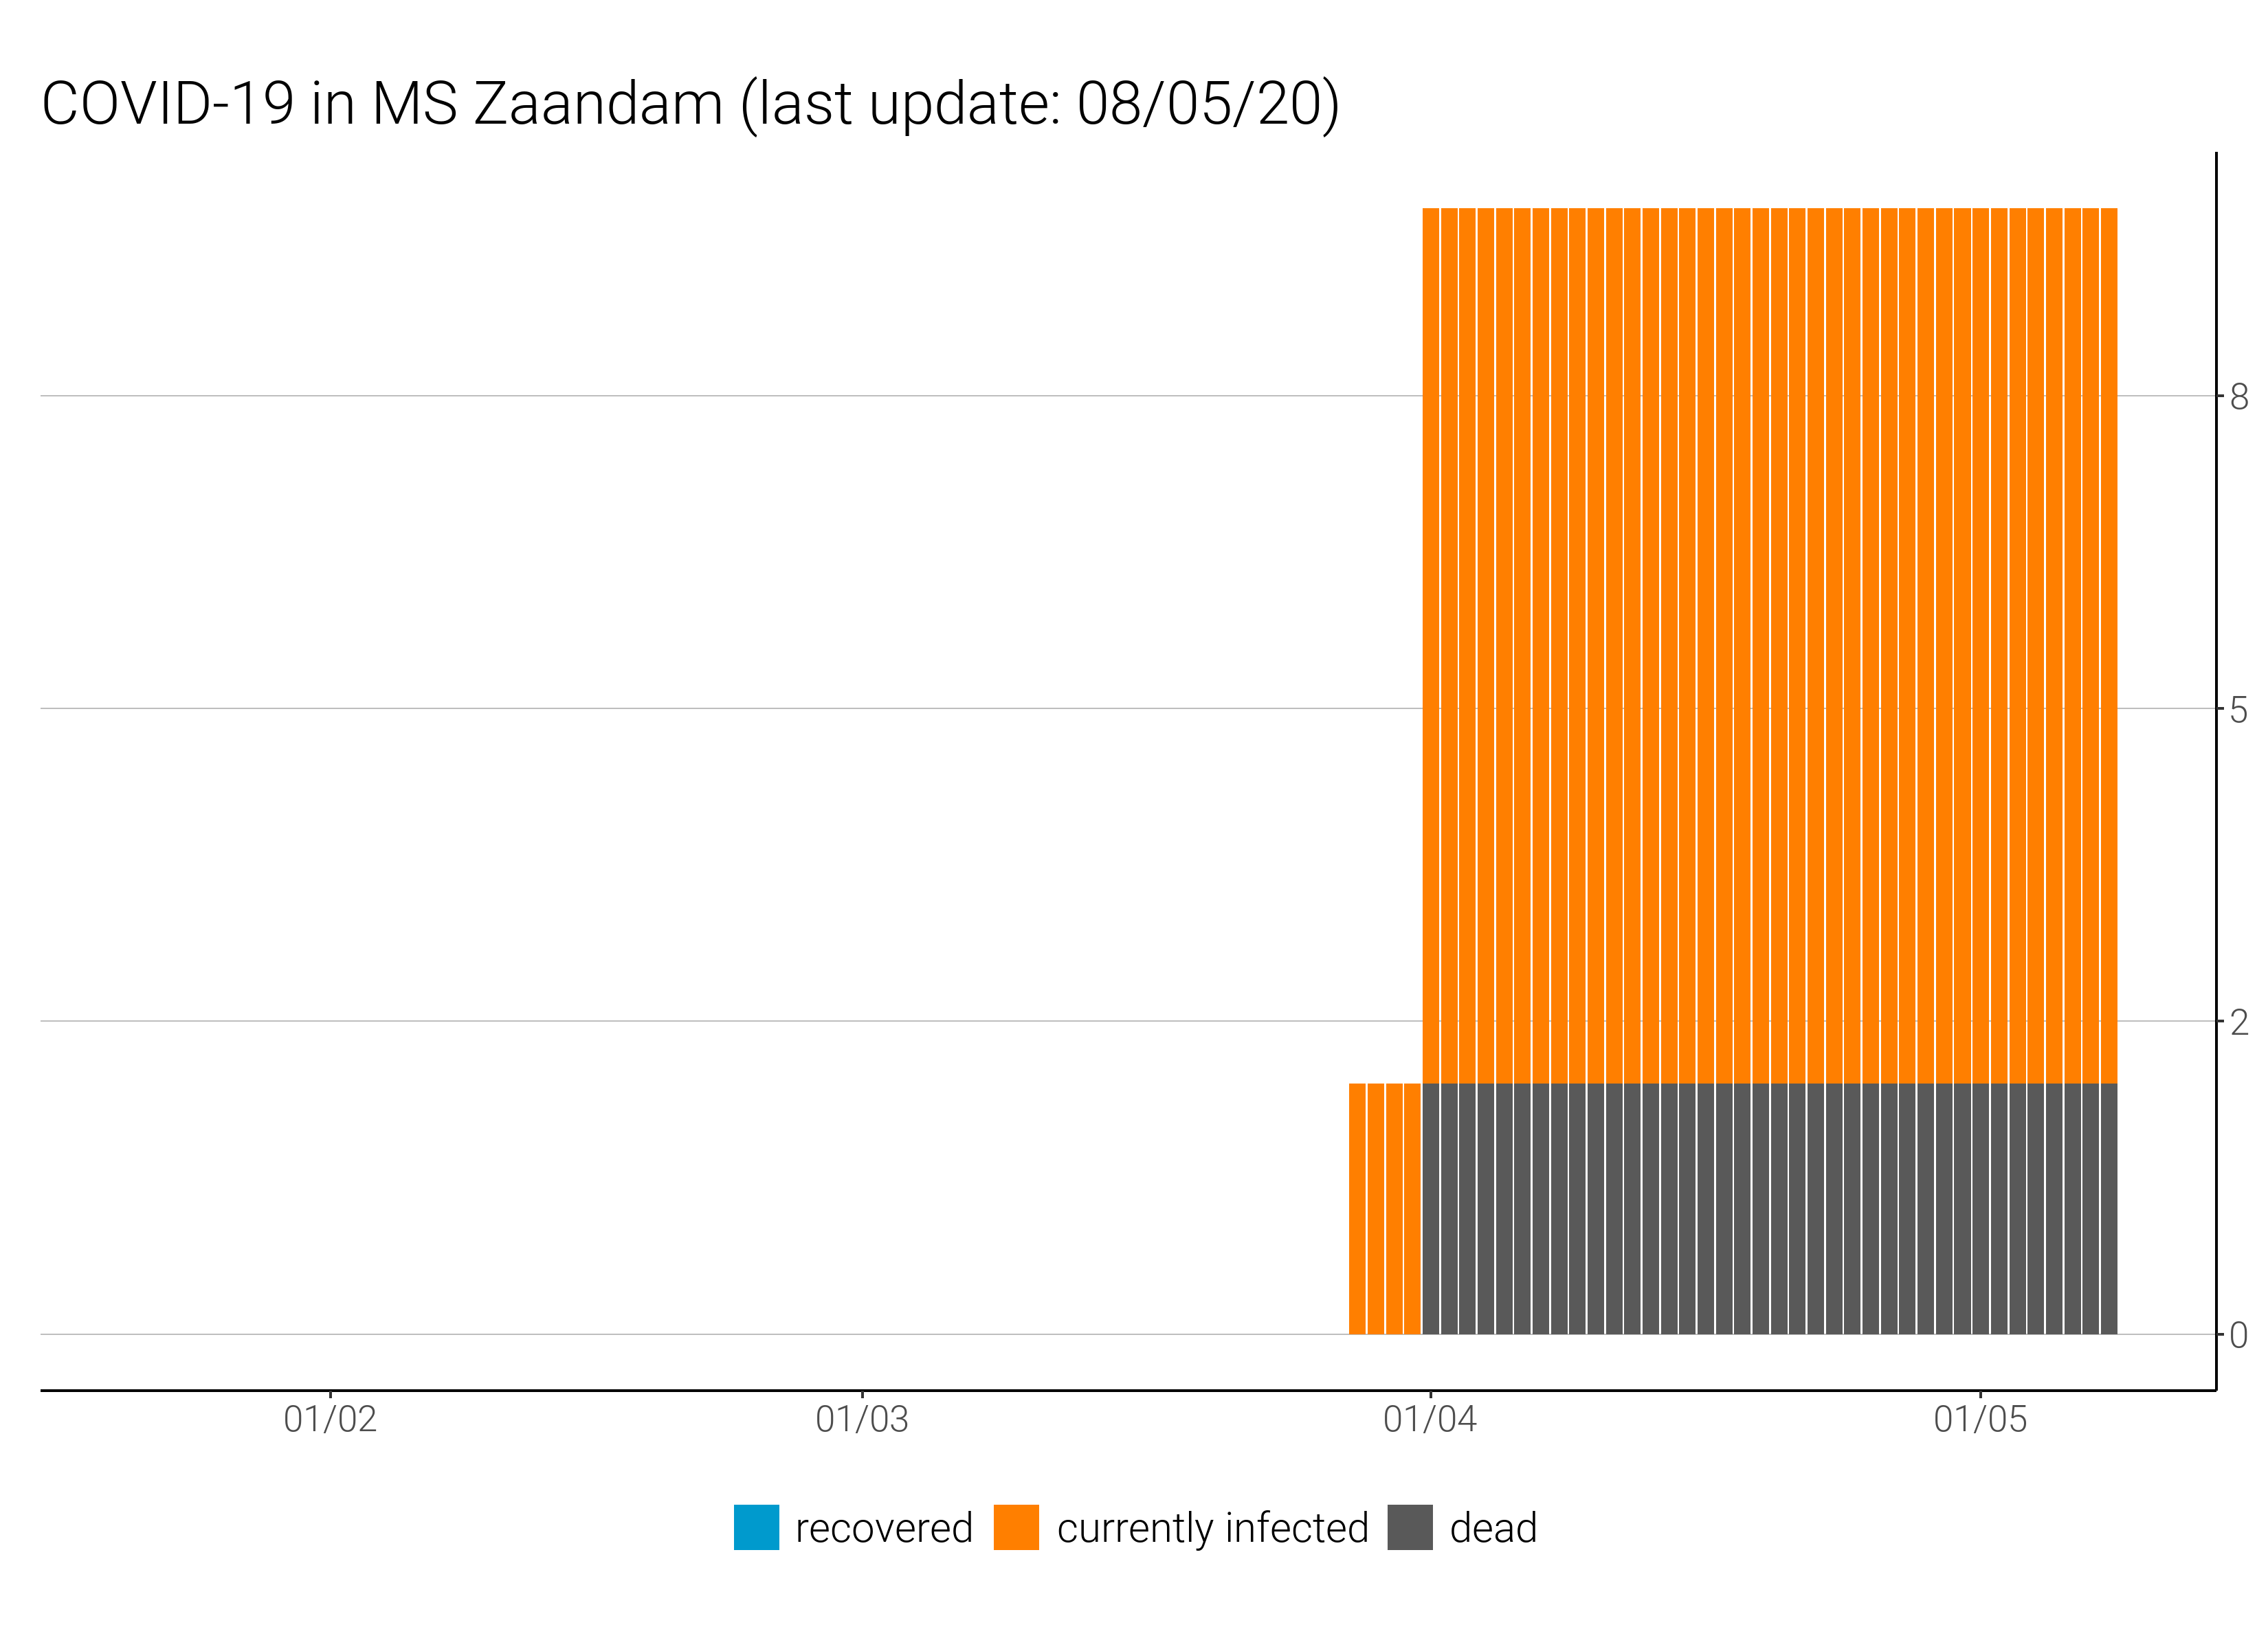 COVID-19 in MS Zaandam (last update: 08/05/20)
8
5
2
0
01/02 01/03 01/04 01/05
recovered currently infected dead